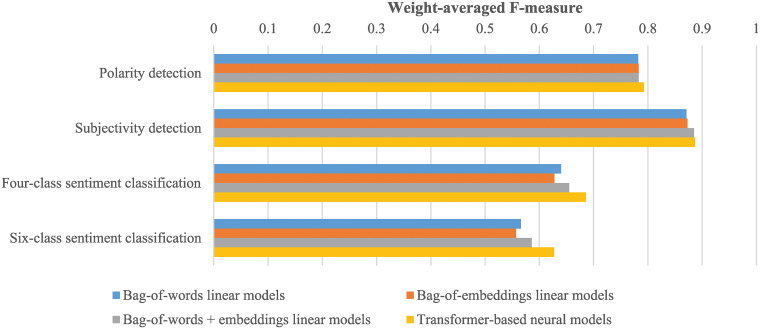 Weight-averaged F-measure
0 0.1 0.2 0.3 0.4 0.5 0.6 0.7 0.8 0.9 1
Polarity detection
Subjectivity detection
Four-class sentiment classification
Six-class sentiment classification
Bag-of-words linear models Bag-of-embeddings linear models
Bag-of-words + embeddings linear models Transformer-based neural models